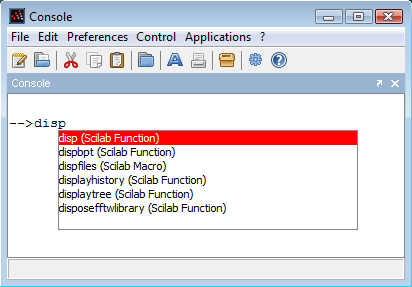 Console
File Edit Preferences Control Applications ?
Console
-->disp
disp (Scilab Function)
dispbpt (Scilab Function)
dispfiles (Scilab Macro)
displayhistory (Scilab Function)
displaytree (Scilab Function)
disposefftwlibrary (Scilab Function)